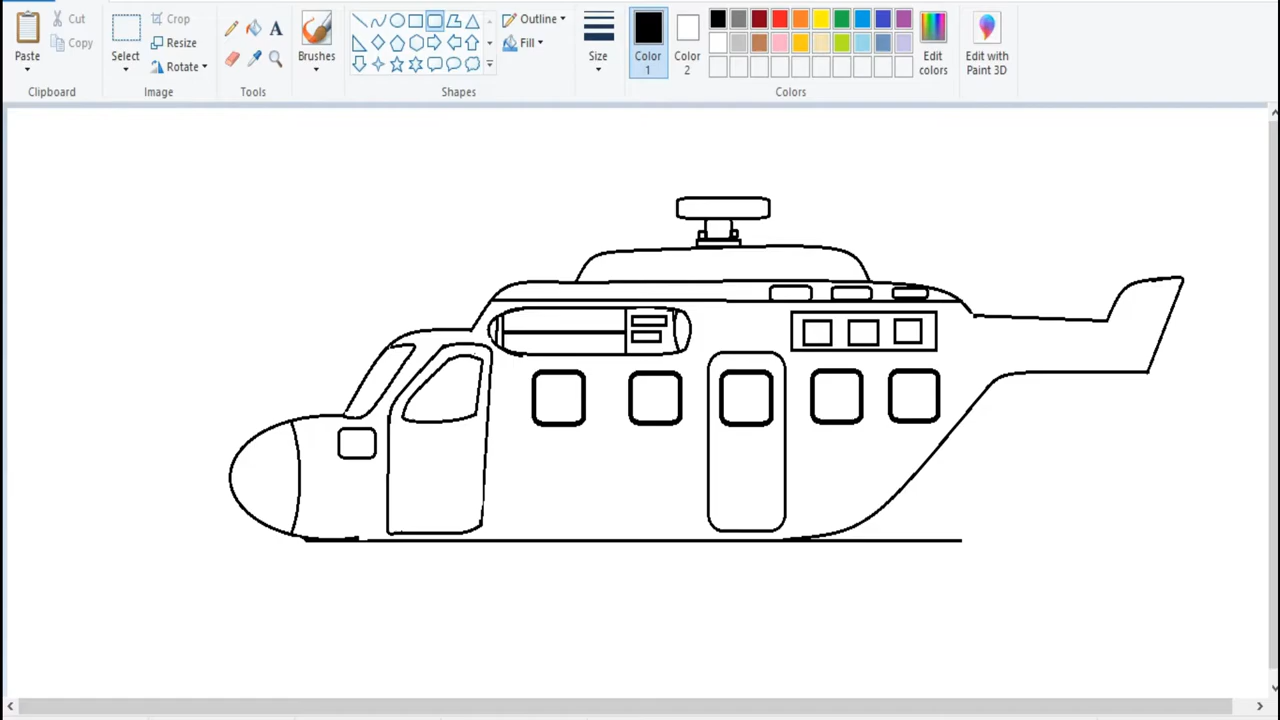 Paste
Cut
Copy
Clipboard
Select
Crop
Resize
Rotate
Image
A
Tools
Brushes
Outline
Fill
Shapes
Size
Color
1
Color
2
Edit
colors
Colors
Edit with
Paint 3D